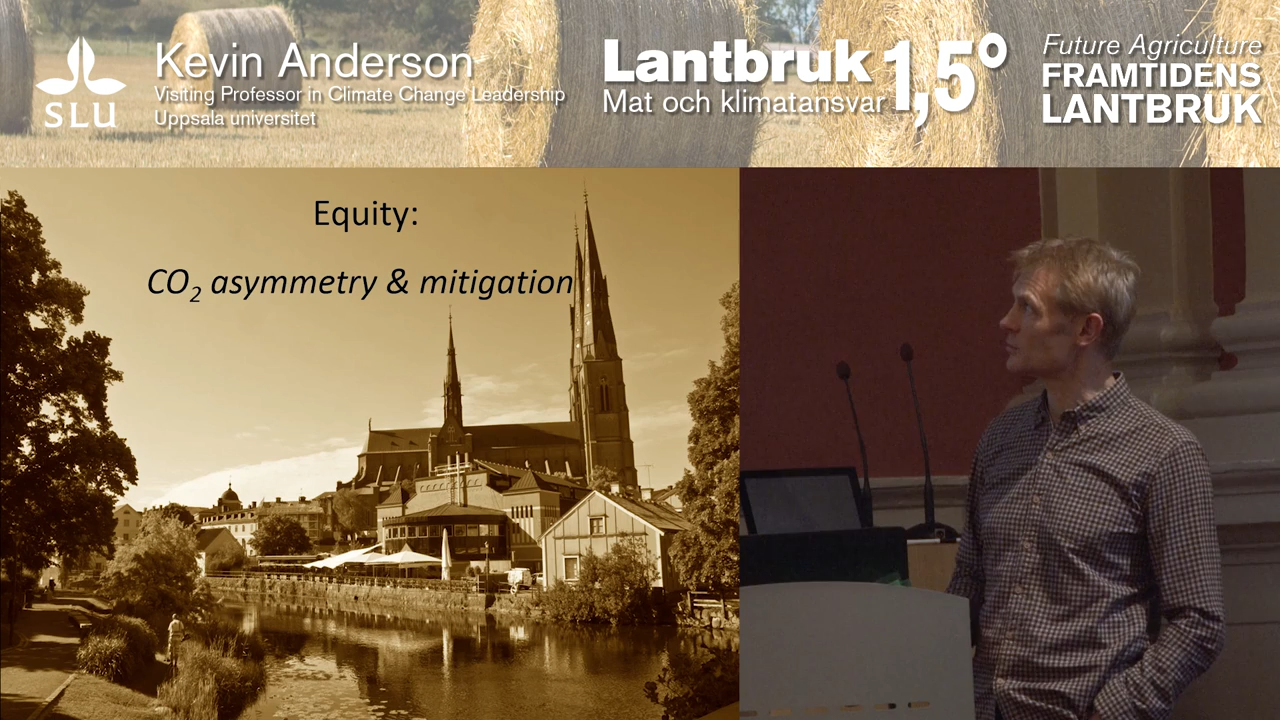 SLU
Kevin Anderson
Visiting Professor in Climate Change Leadership
Uppsala universitet
Lantbruk 1,5°
Mat och klimatansvar
Future Agriculture
FRAMTIDENS
LANTBRUK
Equity:
CO₂ asymmetry & mitigation